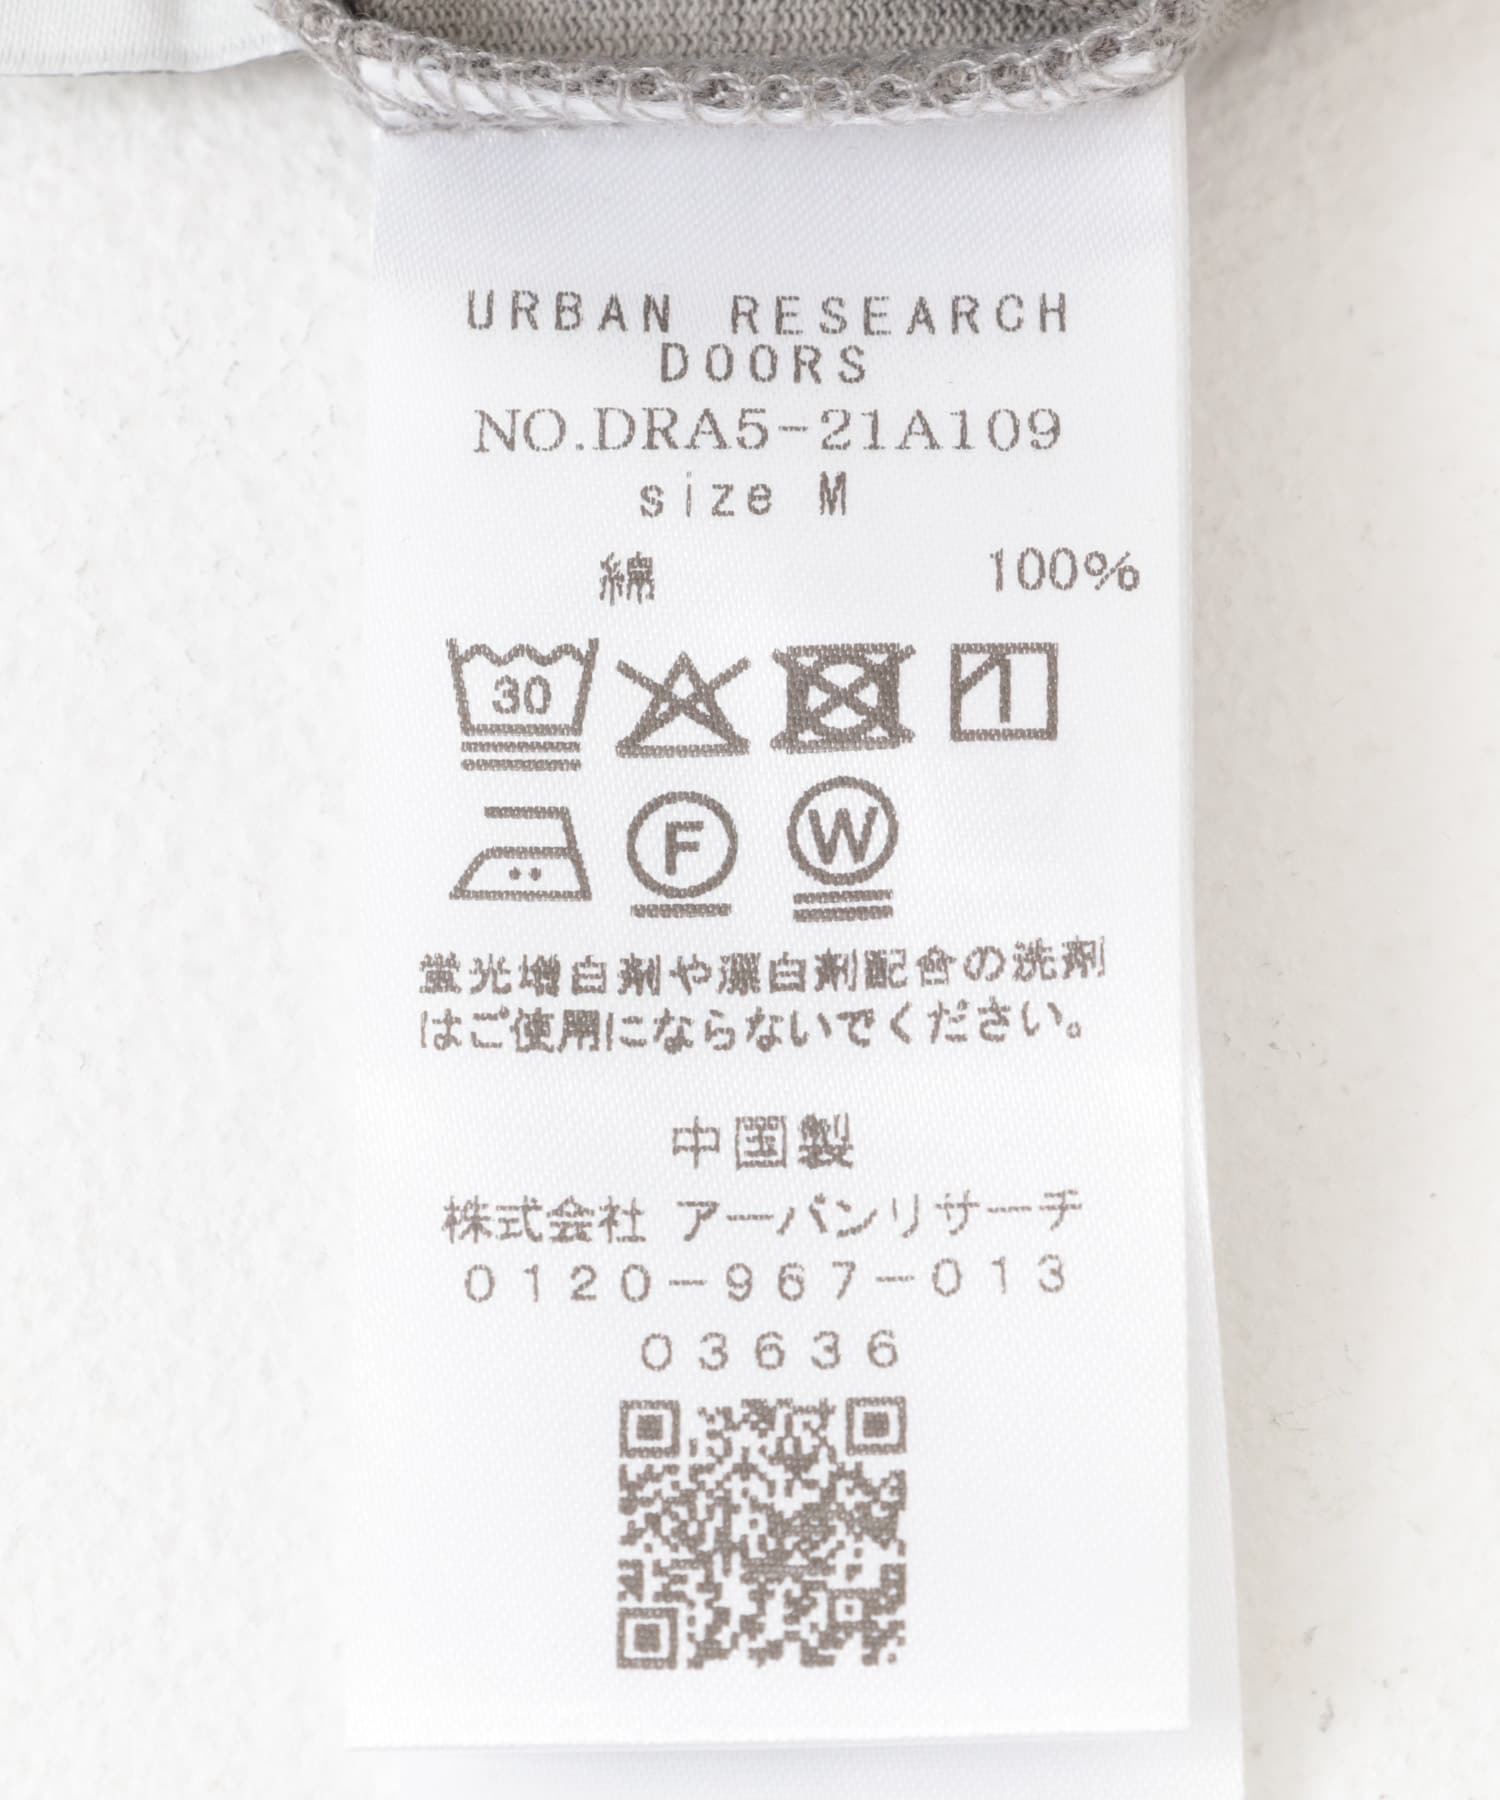 URBAN RESEARCH
DOORS
NO.DRA5-21A109
size M
綿 100%
30
F W
蛍光増白剤や漂白剤配合の洗剤
はご使用にならないでください。
中国製
株式会社 アーバンリサーチ
0120-967-013
03636